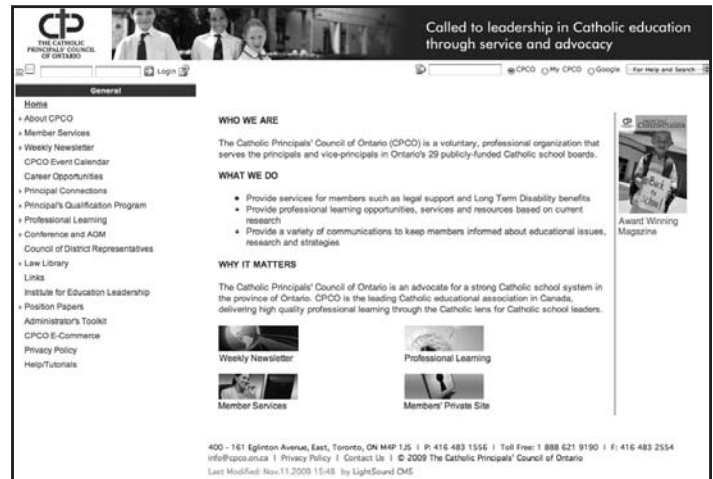 CPCO
THE CATHOLIC
PRINCIPALS' COUNCIL
OF ONTARIO
Called to leadership in Catholic education
through service and advocacy
ID
Login
CPCO My CPCO Google For Help and Search
General
Home
About CPCO
Member Services
Weekly Newsletter
CPCO Event Calendar
Career Opportunities
Principal Connections
Principal's Qualification Program
Professional Learning
Conference and AGM
Council of District Representatives
Law Library
Links
Institute for Education Leadership
Position Papers
Administrator's Toolkit
CPCO E-Commerce
Privacy Policy
Help/Tutorials
WHO WE ARE
The Catholic Principals' Council of Ontario (CPCO) is a voluntary, professional organization that
serves the principals and vice-principals in Ontario's 29 publicly-funded Catholic school boards.
WHAT WE DO
• Provide services for members such as legal support and Long Term Disability benefits
• Provide professional learning opportunities, services and resources based on current
research
• Provide a variety of communications to keep members informed about educational issues,
research and strategies
WHY IT MATTERS
The Catholic Principals' Council of Ontario is an advocate for a strong Catholic school system in
the province of Ontario. CPCO is the leading Catholic educational association in Canada,
delivering high quality professional learning through the Catholic lens for Catholic school leaders.
Weekly Newsletter
Professional Learning
Member Services
Members' Private Site
Connections
Back
to
School
Award Winning
Magazine
400 - 161 Eglinton Avenue, East, Toronto, ON M4P 1J5 | P: 416 483 1556 | Toll Free: 1 888 621 9190 | F: 416 483 2554
info@cpco.on.ca | Privacy Policy | Contact Us | © 2009 The Catholic Principals' Council of Ontario
Last Modified: Nov.11.2009 15:48 by LightSound CMS